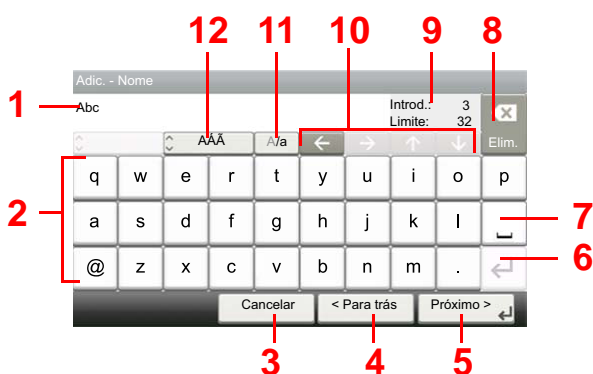 12 11 10 9 8
Adic. - Nome
1 Abc Introd.: 3
Limite: 32
AÁÃ A/a ← → ↑ ↓ Elim.
q w e r t y u i o p
2 a s d f g h j k l 7
@ z x c v b n m . 6
Cancelar < Para trás Próximo >
3 4 5